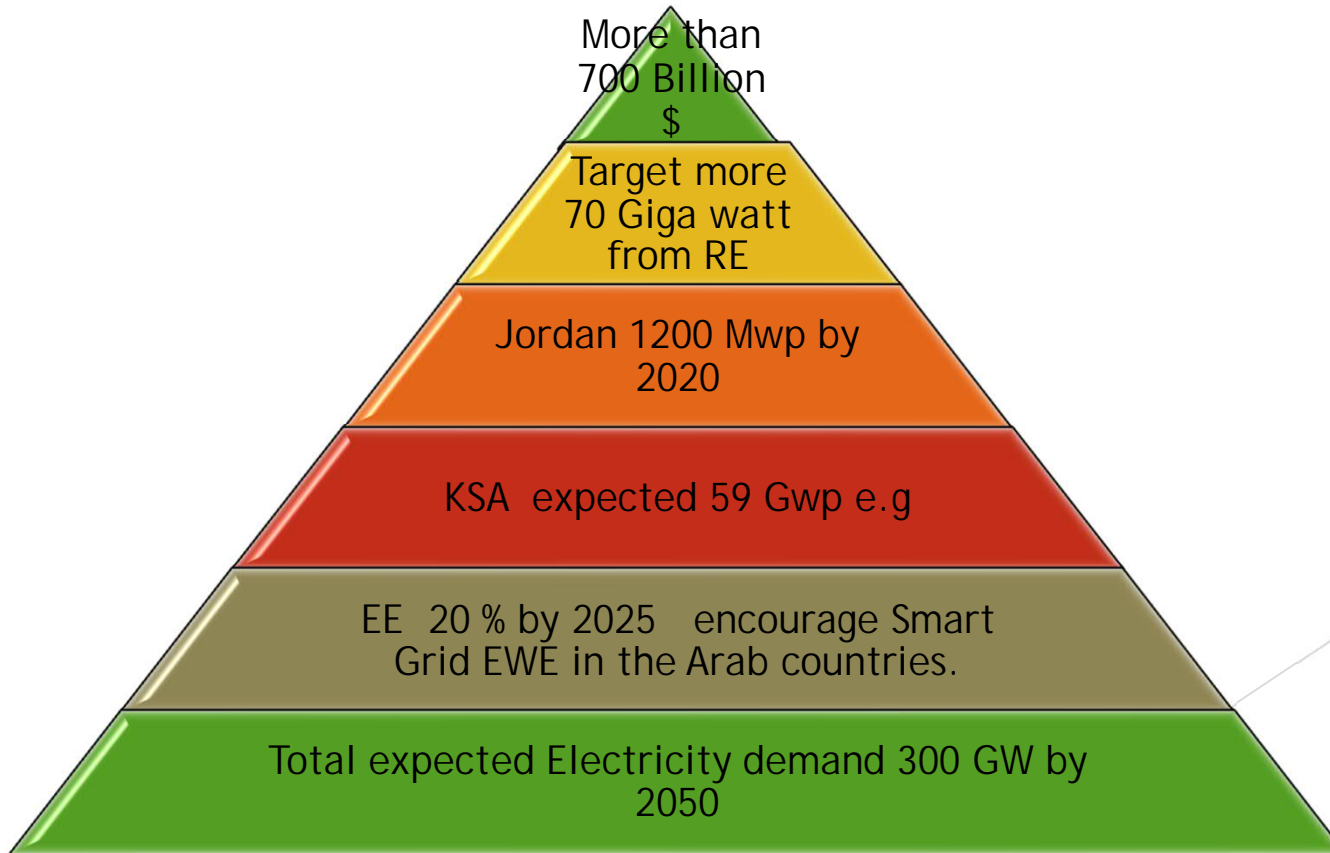 More than
700 Billion
$
Target more
70 Giga watt
from RE
Jordan 1200 Mwp by
2020
KSA  expected 59 Gwp e.g
EE  20 % by 2025   encourage Smart
Grid EWE in the Arab countries.
Total expected Electricity demand 300 GW by
2050